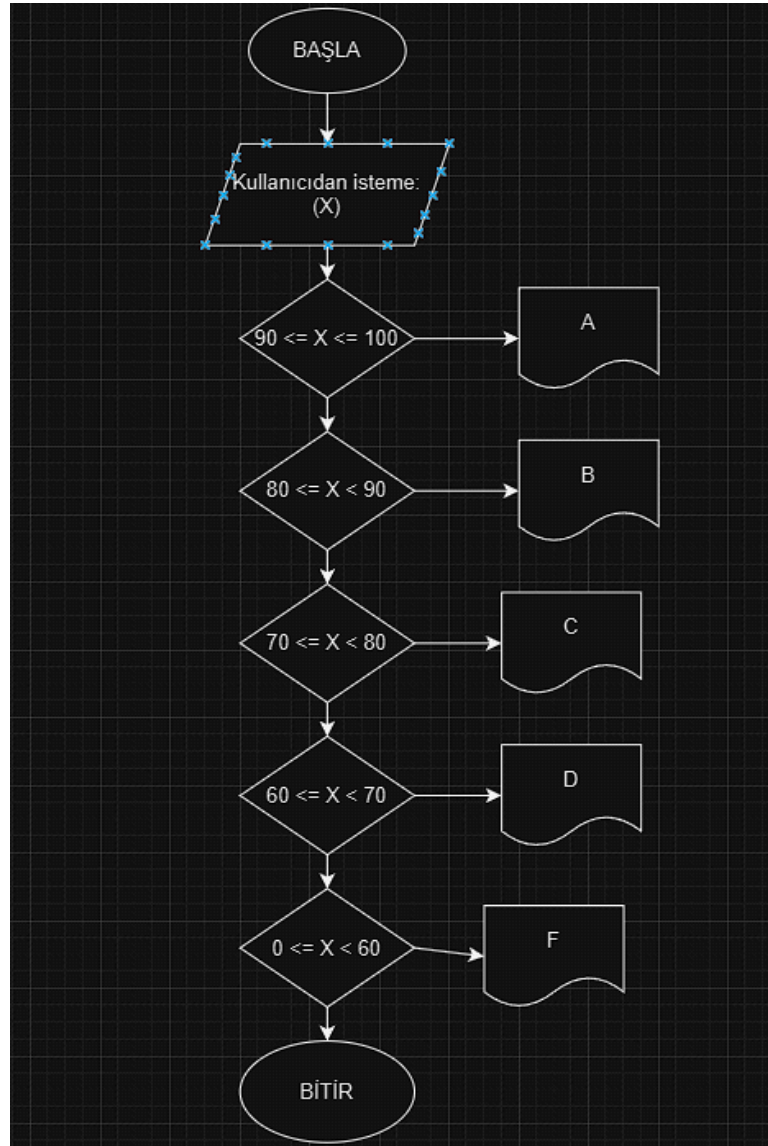 BAŞLA
Kullanıcıdan isteme:
(X)
90 <= X <= 100
A
80 <= X < 90
B
70 <= X < 80
C
60 <= X < 70
D
0 <= X < 60
F
BİTİR